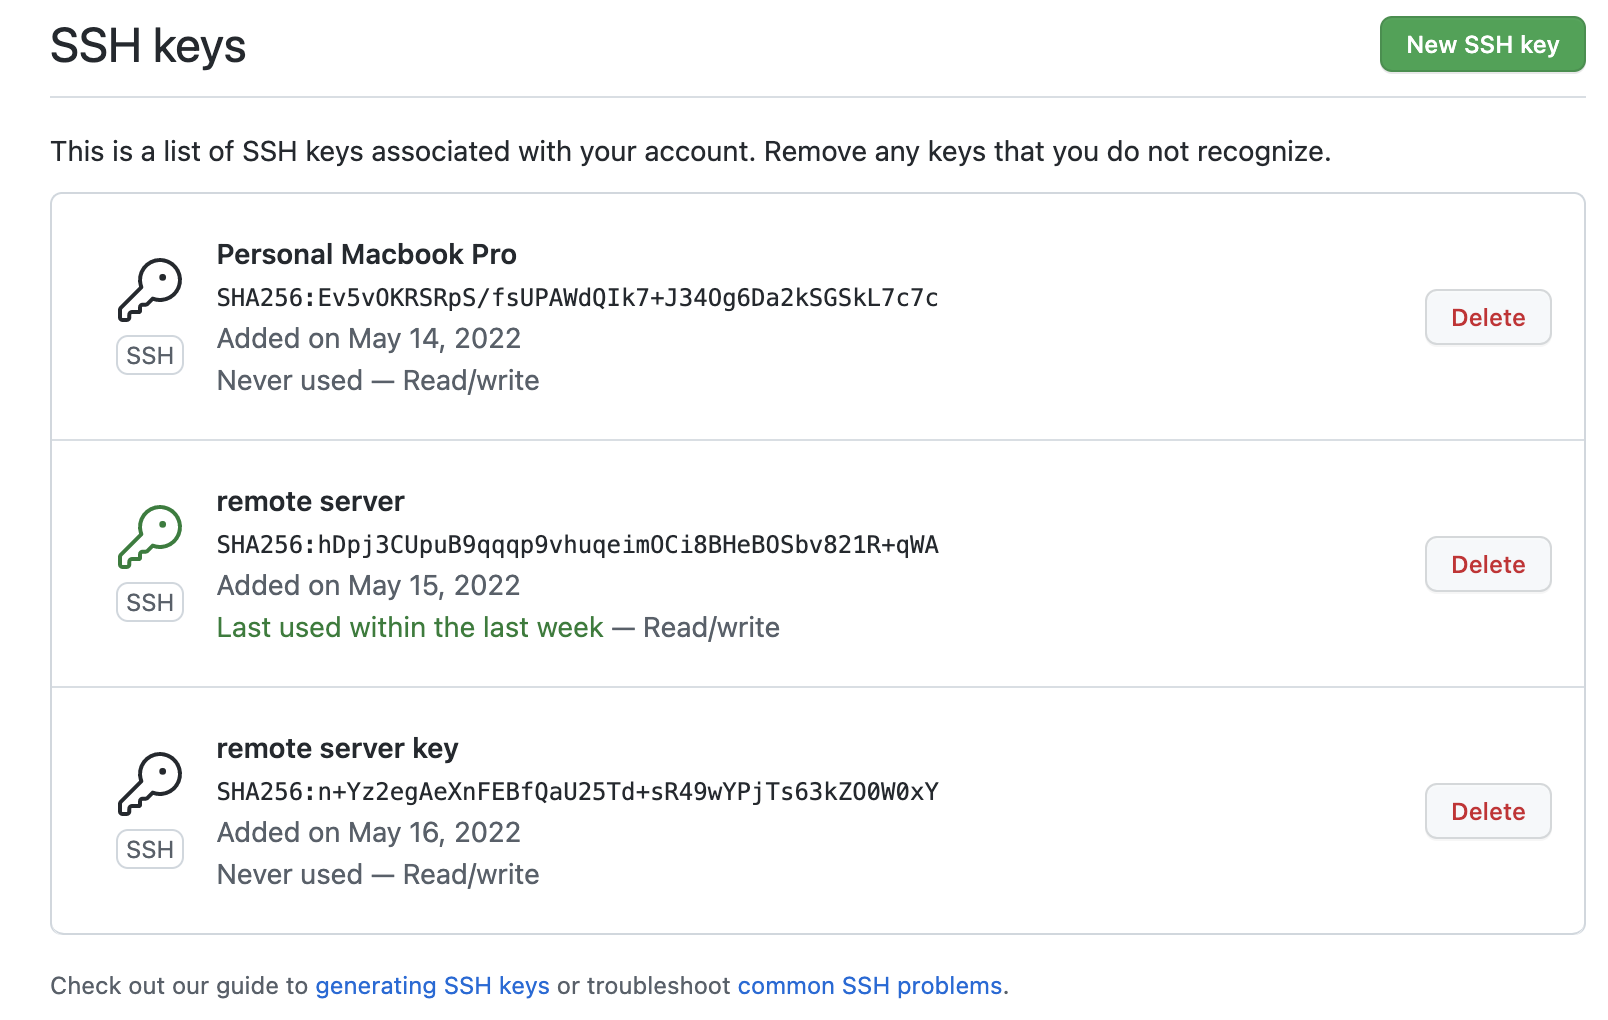 SSH keys
New SSH key
This is a list of SSH keys associated with your account. Remove any keys that you do not recognize.
Personal Macbook Pro
SHA256:Ev5vOKRSRpS/fsUPAWdQIk7+J34Og6Da2kSGSkL7c7c
SSH
Added on May 14, 2022
Never used — Read/write
Delete
remote server
SHA256:hDpj3CUpuB9qqqp9vhuqeimOCi8BHeBOSbv821R+qWA
SSH
Added on May 15, 2022
Last used within the last week — Read/write
Delete
remote server key
SHA256:n+Yz2egAeXnFEBfQaU25Td+sR49wYPjTs63kZO0W0xY
SSH
Added on May 16, 2022
Never used — Read/write
Delete
Check out our guide to generating SSH keys or troubleshoot common SSH problems.